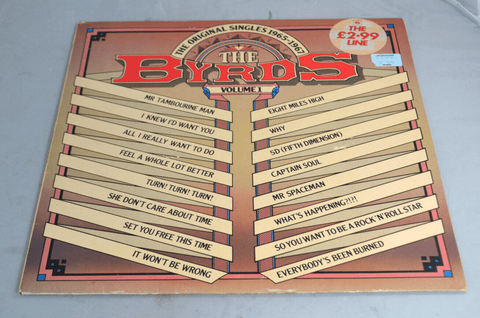 THE ORIGINAL SINGLES 1965-1967
THE
BYRDS
VOLUME 1
THE
£2·99
LINE
MR TAMBOURINE MAN
I KNEW I'D WANT YOU
ALL I REALLY WANT TO DO
FEEL A WHOLE LOT BETTER
TURN! TURN! TURN!
SHE DON'T CARE ABOUT TIME
SET YOU FREE THIS TIME
IT WON'T BE WRONG
EIGHT MILES HIGH
WHY
5D (FIFTH DIMENSION)
CAPTAIN SOUL
MR SPACEMAN
WHAT'S HAPPENING?!?!
SO YOU WANT TO BE A ROCK'N'ROLL STAR
EVERYBODY'S BEEN BURNED